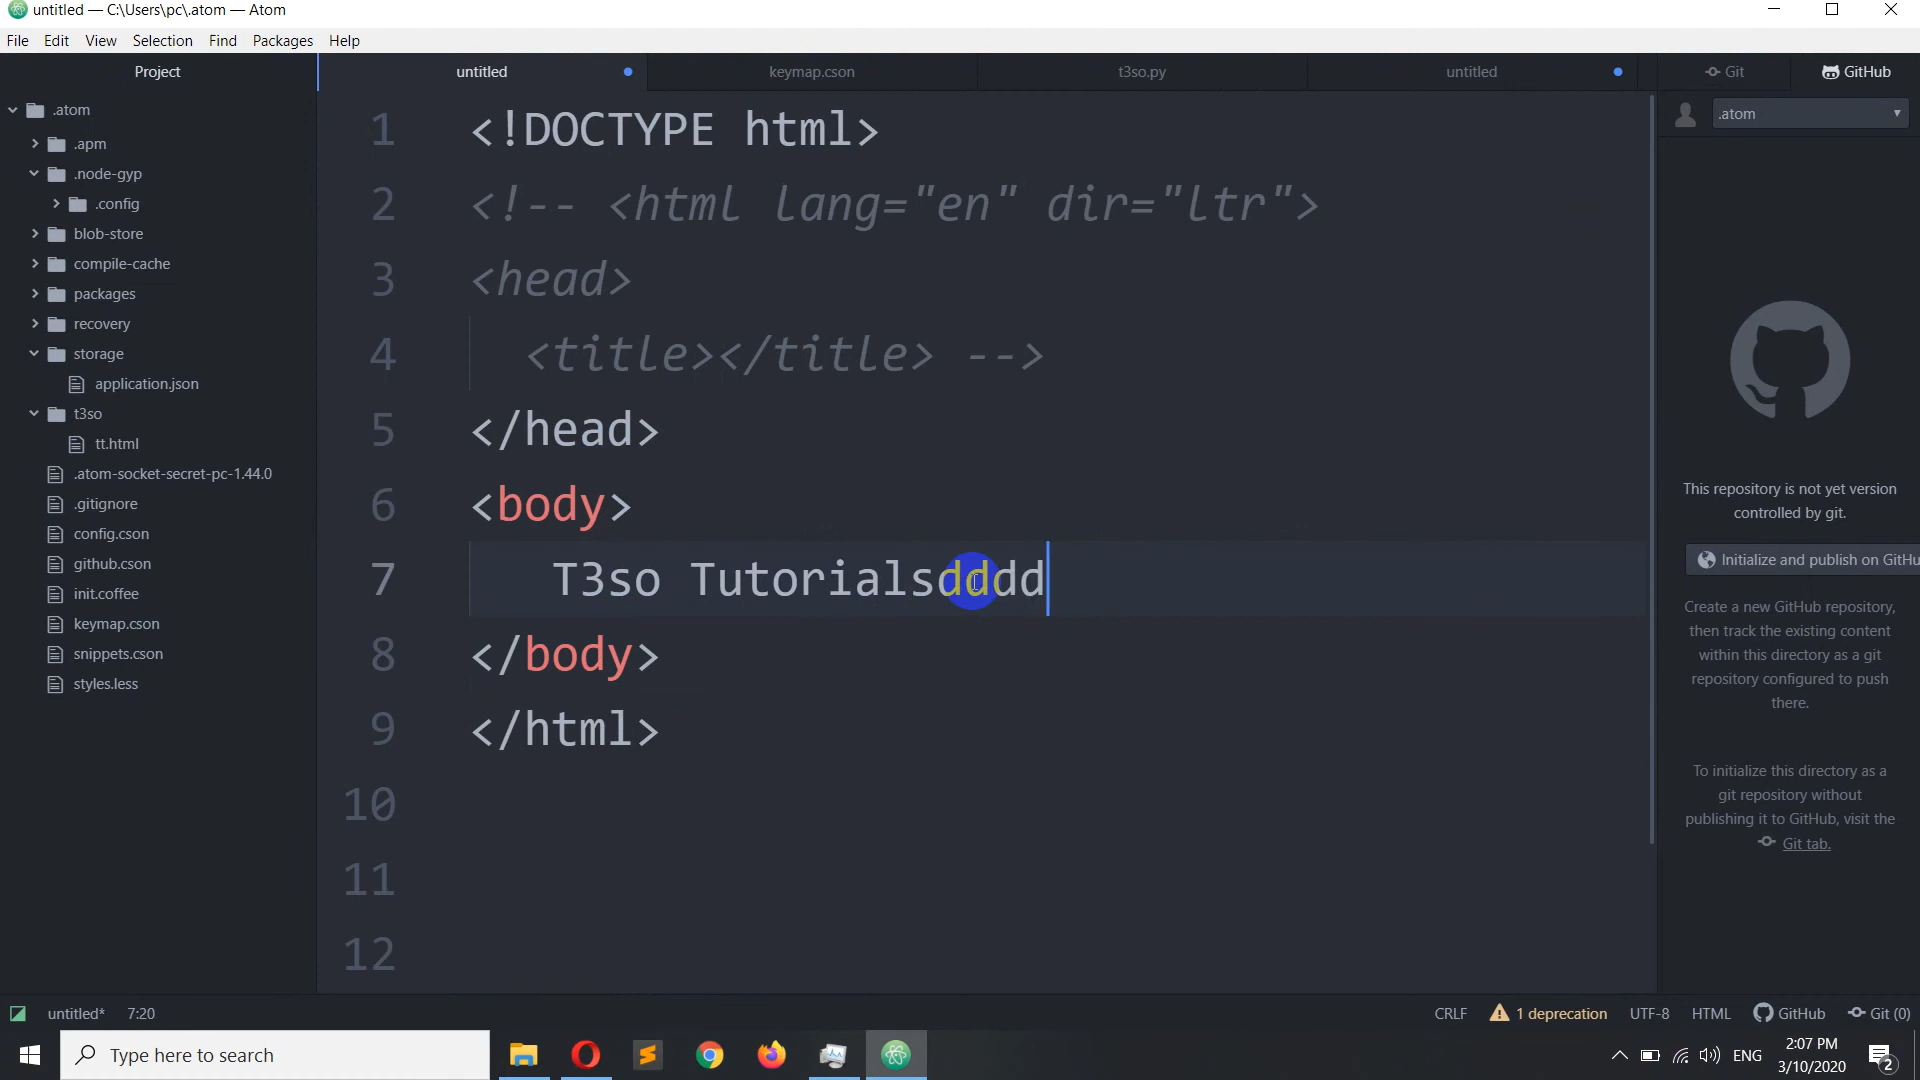 untitled — C:\Users\pc\.atom — Atom
File Edit View Selection Find Packages Help
Project
untitled
keymap.cson
t3so.py
untitled
Git
GitHub
.atom
.apm
.node-gyp
.config
blob-store
compile-cache
packages
recovery
storage
application.json
t3so
tt.html
.atom-socket-secret-pc-1.44.0
.gitignore
config.cson
github.cson
init.coffee
keymap.cson
snippets.cson
styles.less
1 <!DOCTYPE html>
2 <!-- <html lang="en" dir="ltr">
3 <head>
4 <title></title> -->
5 </head>
6 <body>
7 T3so Tutorialsdddd
8 </body>
9 </html>
10
11
12
.atom
This repository is not yet version
controlled by git.
Initialize and publish on GitHu
Create a new GitHub repository,
then track the existing content
within this directory as a git
repository configured to push
there.
To initialize this directory as a
git repository without
publishing it to GitHub, visit the
Git tab.
untitled* 7:20
CRLF 1 deprecation UTF-8 HTML GitHub Git (0)
Type here to search
ENG
2:07 PM
3/10/2020
2